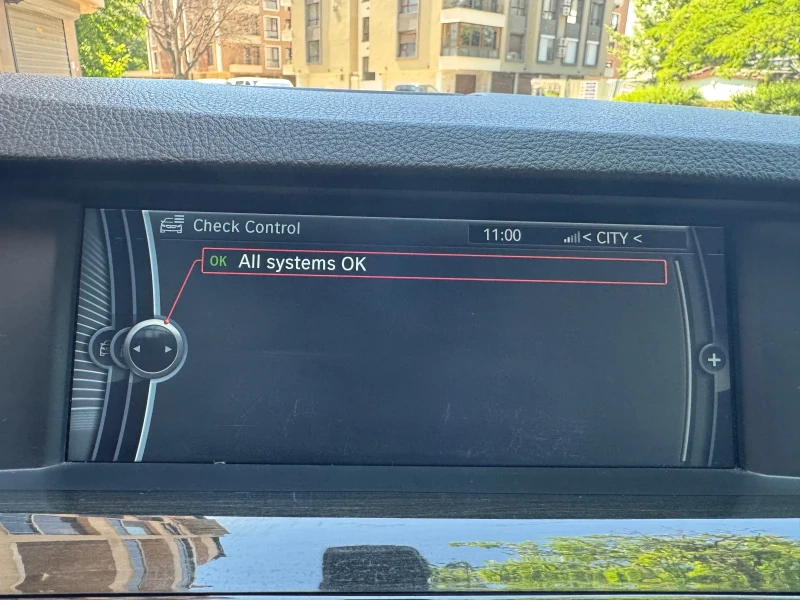 Check Control 11:00 < CITY <
OK All systems OK